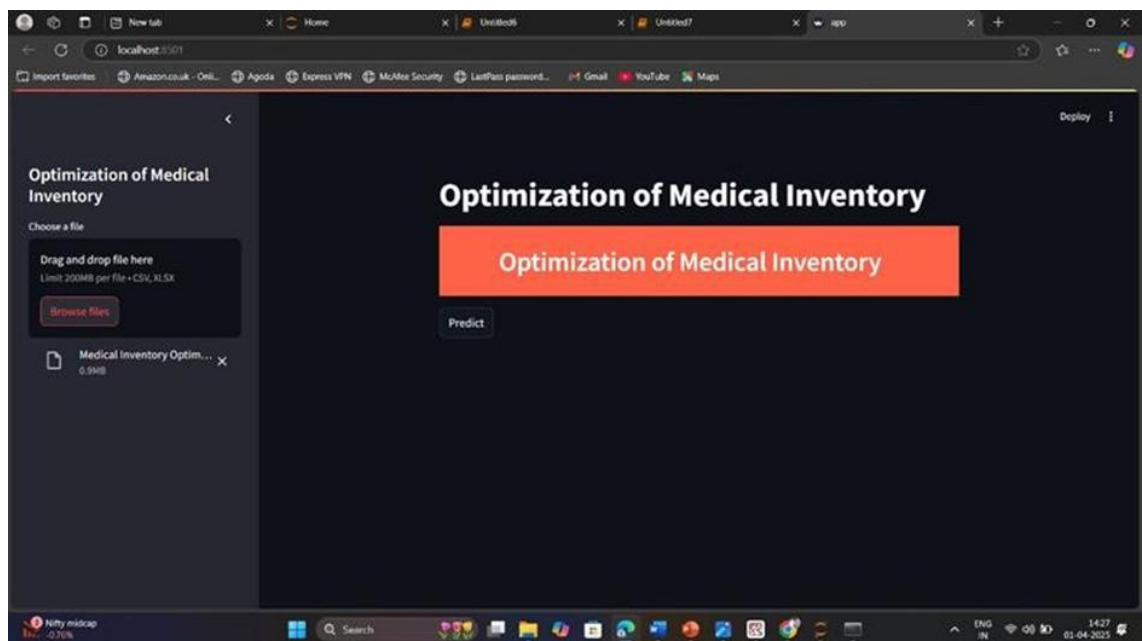 New tab
Home
Untitled6
Untitled7
app
localhost:8501
Import favorites
Amazon.co.uk - Onli...
Agoda
Express VPN
McAfee Security
LastPass password...
Gmail
YouTube
Maps
Deploy
Optimization of Medical
Inventory
Choose a file
Drag and drop file here
Limit 200MB per file • CSV, XLSX
Browse files
Medical Inventory Optim...
0.9MB
Optimization of Medical Inventory
Optimization of Medical Inventory
Predict
Nifty midcap
-0.76%
Search
ENG
IN
14:27
01-04-2025